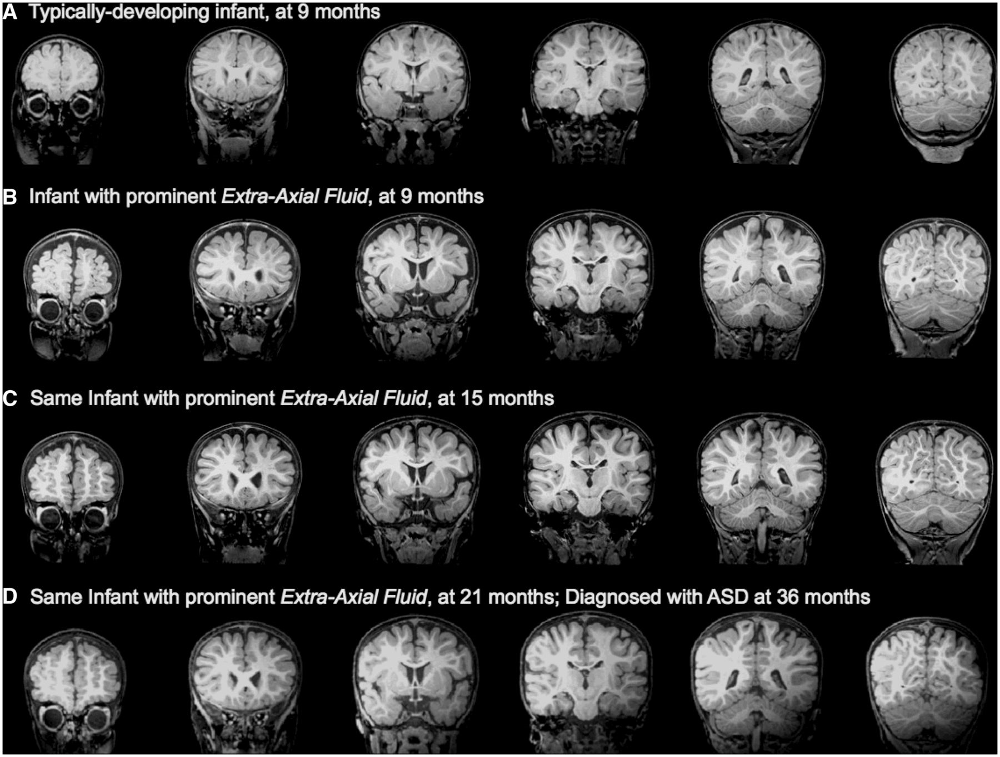 A Typically-developing infant, at 9 months
B Infant with prominent Extra-Axial Fluid, at 9 months
C Same Infant with prominent Extra-Axial Fluid, at 15 months
D Same Infant with prominent Extra-Axial Fluid, at 21 months; Diagnosed with ASD at 36 months